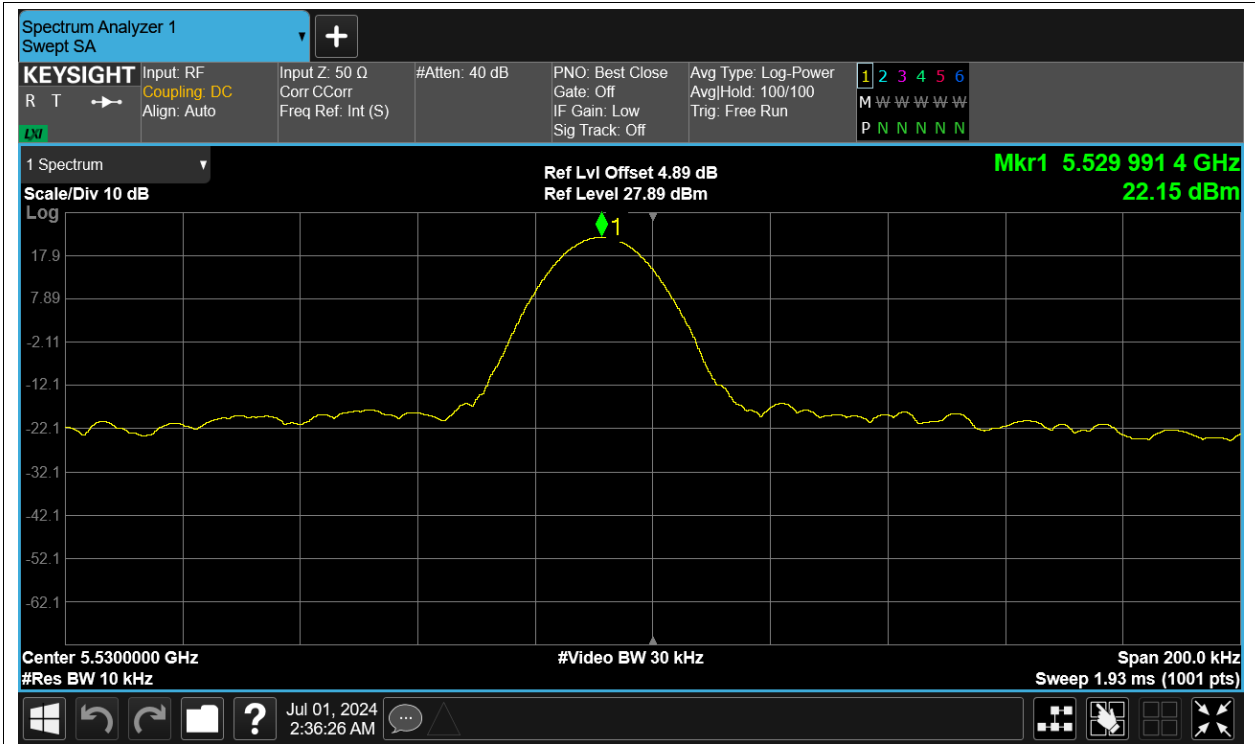 Spectrum Analyzer 1
Swept SA
KEYSIGHT
R T
LXI
Input: RF
Coupling: DC
Align: Auto
Input Z: 50 Ω
Corr CCorr
Freq Ref: Int (S)
#Atten: 40 dB
PNO: Best Close
Gate: Off
IF Gain: Low
Sig Track: Off
Avg Type: Log-Power
Avg|Hold: 100/100
Trig: Free Run
1 2 3 4 5 6
M W W W W W
P N N N N N
1 Spectrum
Scale/Div 10 dB
Log
Ref Lvl Offset 4.89 dB
Ref Level 27.89 dBm
Mkr1 5.529 991 4 GHz
22.15 dBm
1
17.9
7.89
-2.11
-12.1
-22.1
-32.1
-42.1
-52.1
-62.1
Center 5.5300000 GHz
#Res BW 10 kHz
#Video BW 30 kHz
Span 200.0 kHz
Sweep 1.93 ms (1001 pts)
?
Jul 01, 2024
2:36:26 AM